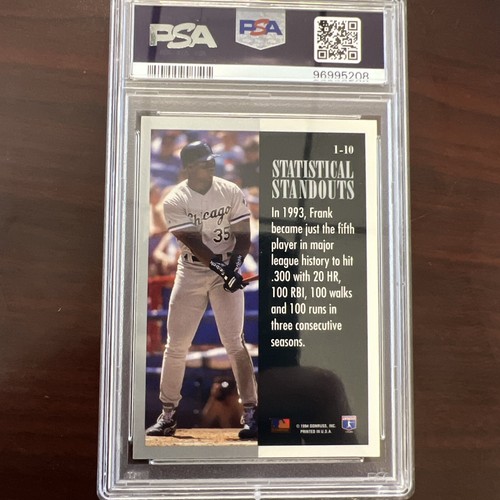 PSA
PSA
96995208
1-10
STATISTICAL
STANDOUTS
In 1993, Frank
became just the fifth
player in major
league history to hit
.300 with 20 HR,
100 RBI, 100 walks
and 100 runs in
three consecutive
seasons.
Chicago
35
© 1994 DONRUSS, INC.
PRINTED IN U.S.A.